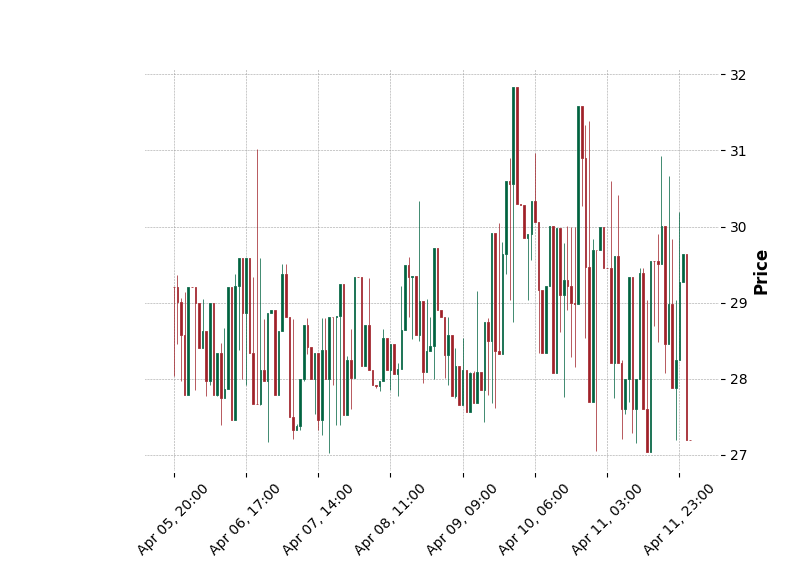 32
31
30
29
28
27
Price
Apr 05, 20:00
Apr 06, 17:00
Apr 07, 14:00
Apr 08, 11:00
Apr 09, 09:00
Apr 10, 06:00
Apr 11, 03:00
Apr 11, 23:00